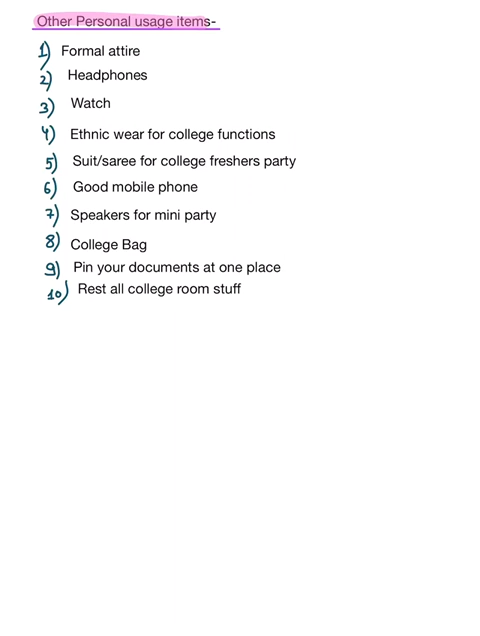 Other Personal usage items-
1) Formal attire
2) Headphones
3) Watch
4) Ethnic wear for college functions
5) Suit/saree for college freshers party
6) Good mobile phone
7) Speakers for mini party
8) College Bag
9) Pin your documents at one place
10) Rest all college room stuff